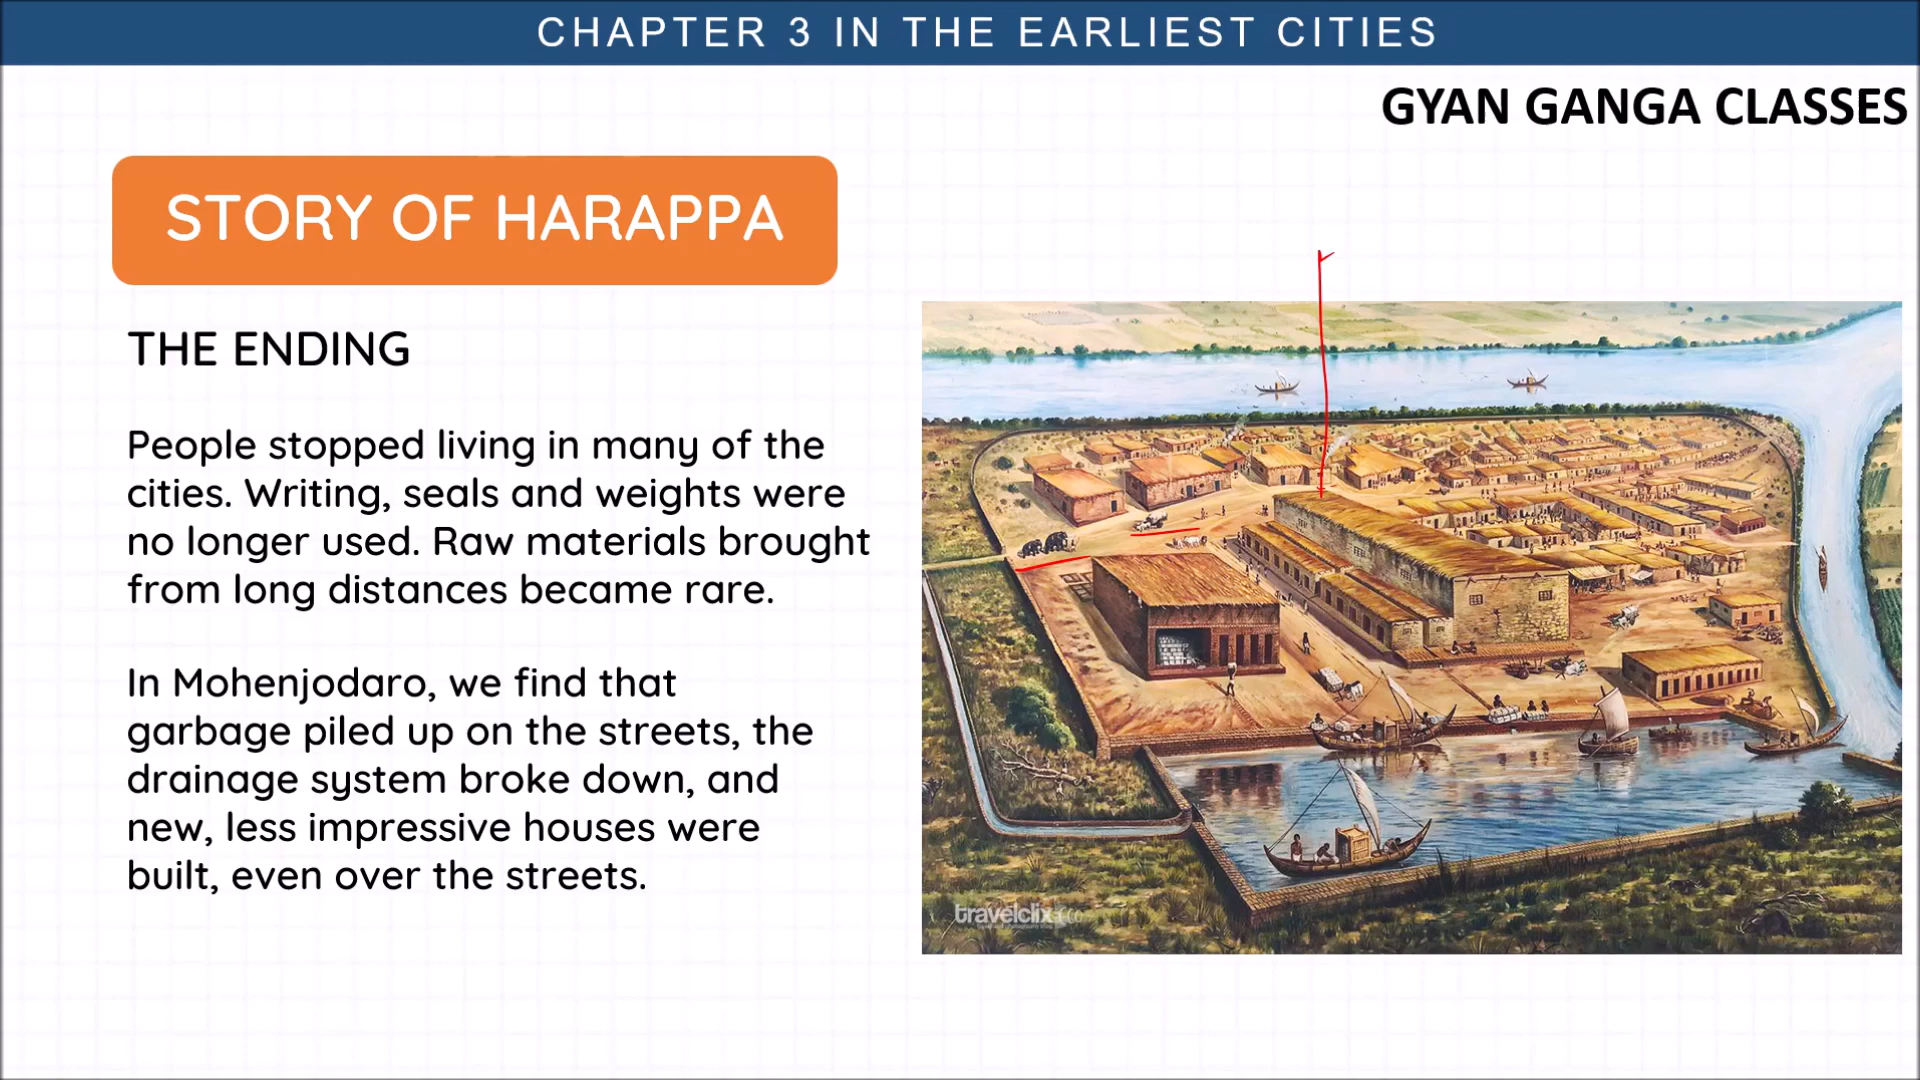 CHAPTER 3 IN THE EARLIEST CITIES
GYAN GANGA CLASSES
STORY OF HARAPPA
THE ENDING
People stopped living in many of the
cities. Writing, seals and weights were
no longer used. Raw materials brought
from long distances became rare.
In Mohenjodaro, we find that
garbage piled up on the streets, the
drainage system broke down, and
new, less impressive houses were
built, even over the streets.
travelclix